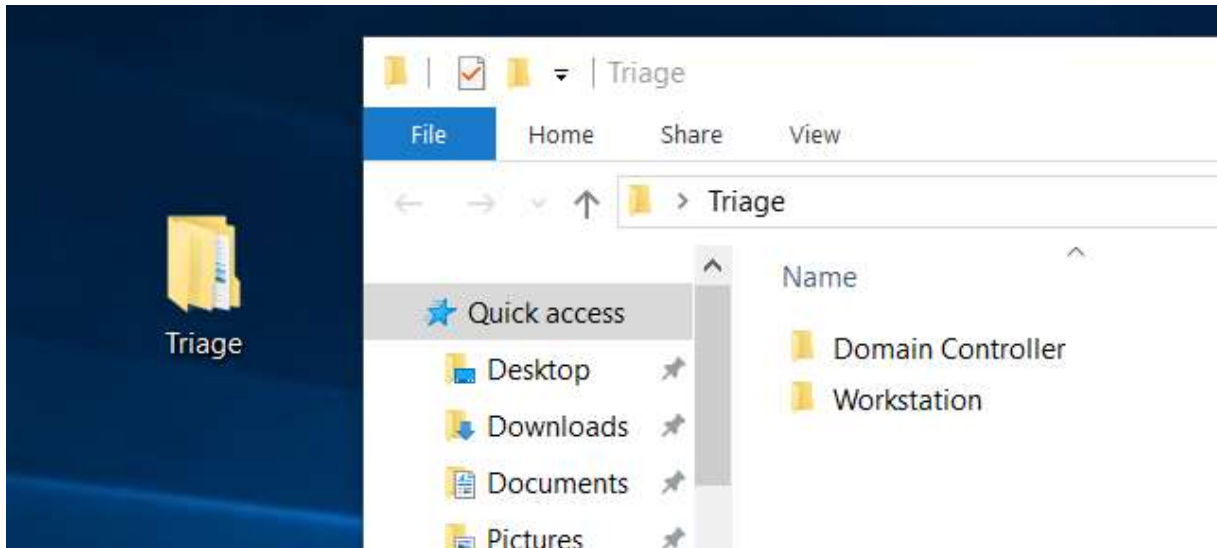 Triage
File Home Share View
Triage
Triage
Quick access
Desktop
Downloads
Documents
Pictures
Name
Domain Controller
Workstation